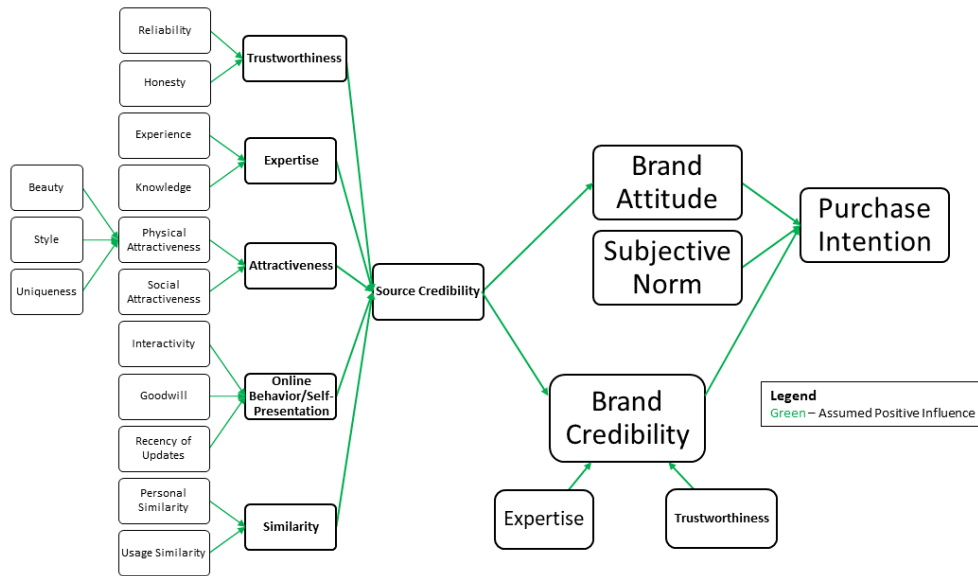 Reliability
Trustworthiness
Honesty
Experience
Expertise
Knowledge
Beauty
Style
Uniqueness
Physical
Attractiveness
Social
Attractiveness
Attractiveness
Interactivity
Goodwill
Recency of
Updates
Online
Behavior/Self-
Presentation
Personal
Similarity
Usage Similarity
Similarity
Source Credibility
Brand
Attitude
Subjective
Norm
Purchase
Intention
Brand
Credibility
Expertise
Trustworthiness
Legend
Green – Assumed Positive Influence